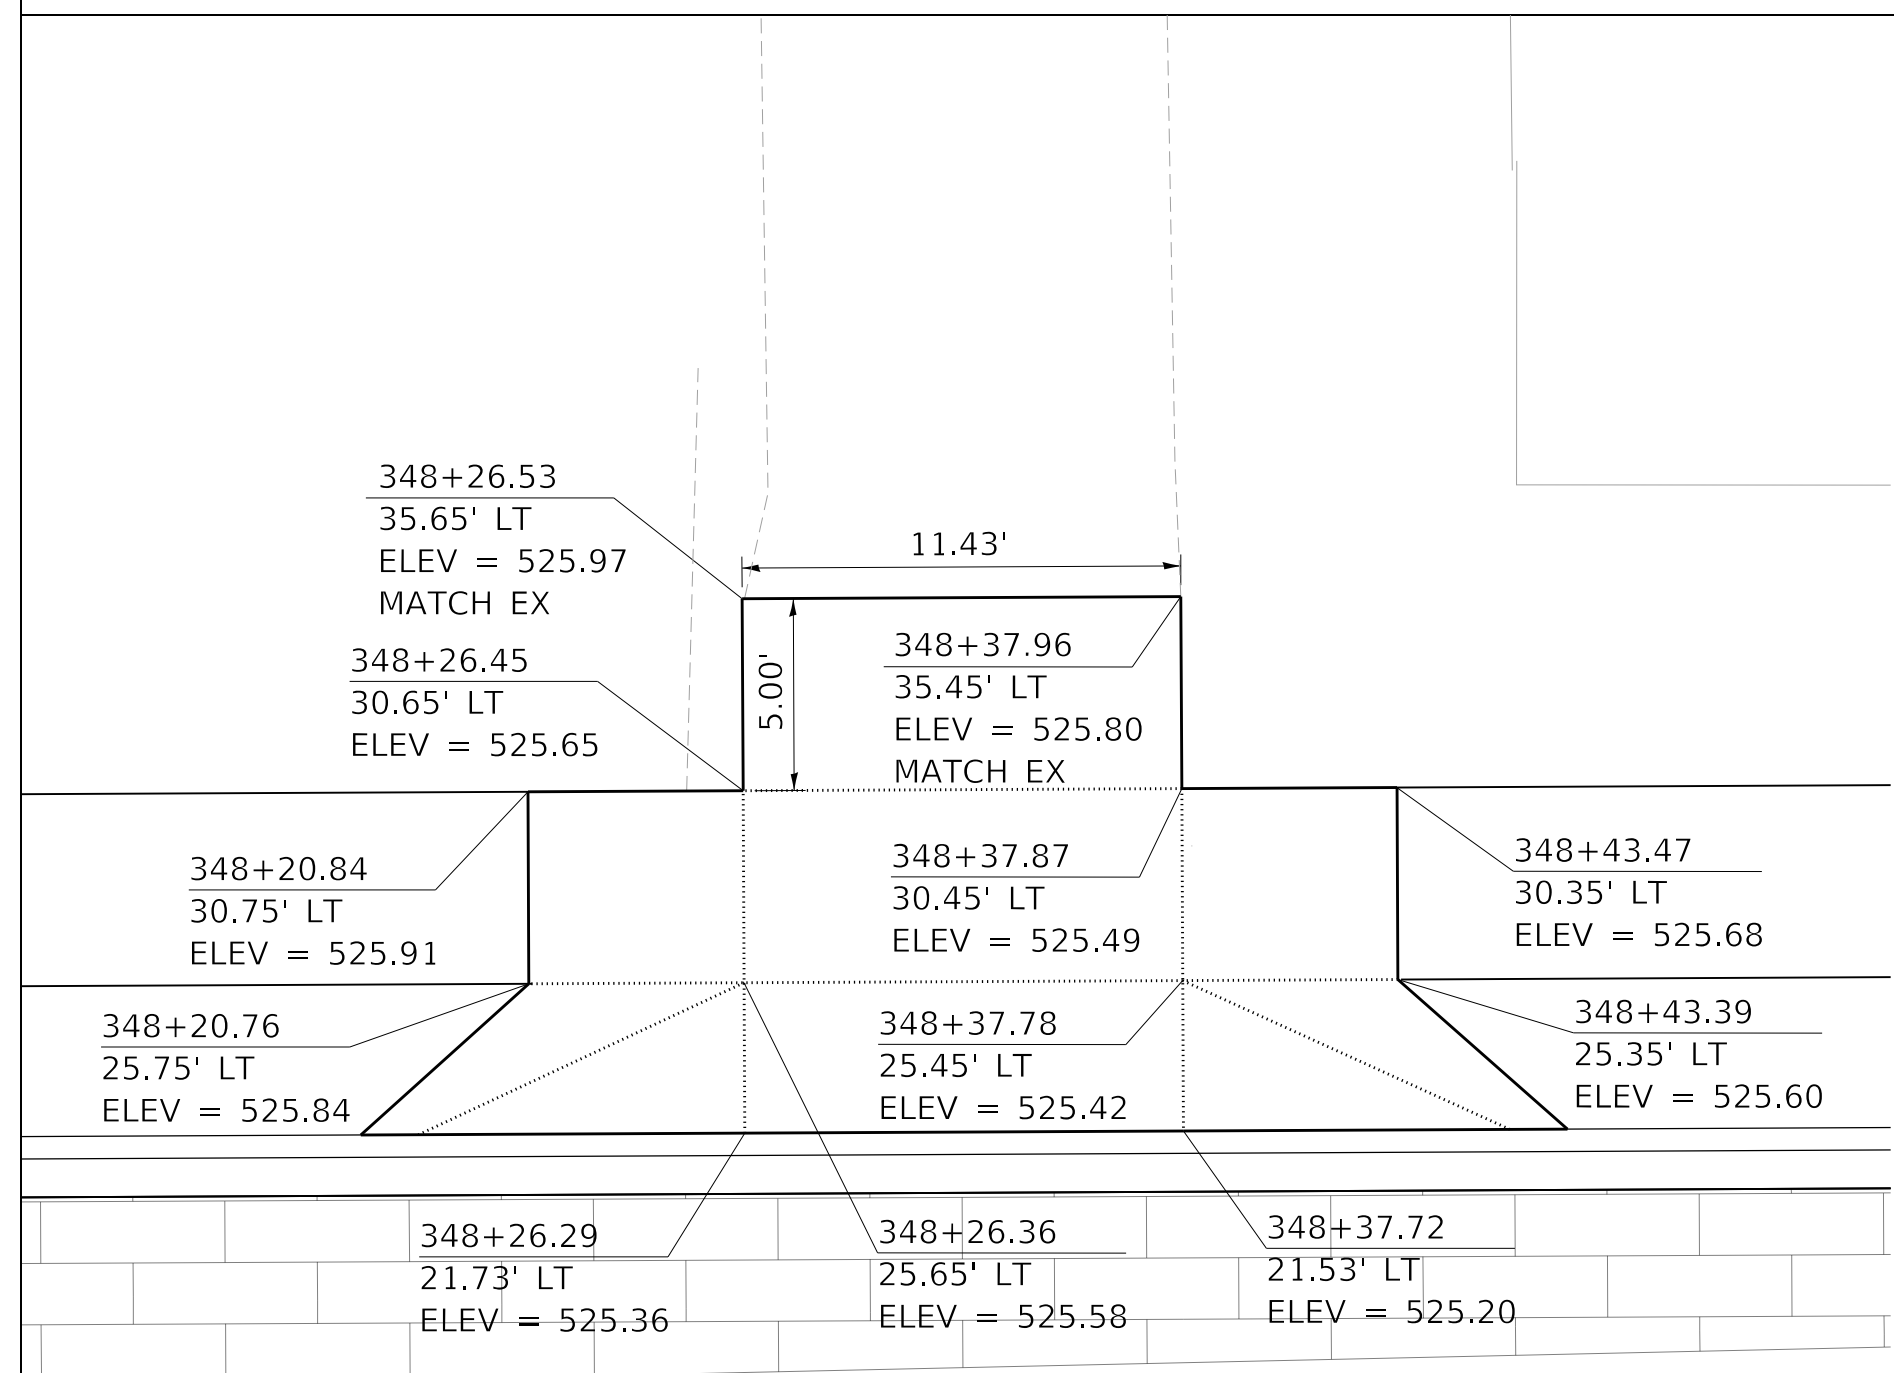 348+26.53
35.65' LT
ELEV = 525.97
MATCH EX
11.43'
348+26.45
30.65' LT
ELEV = 525.65
5.00'
348+37.96
35.45' LT
ELEV = 525.80
MATCH EX
348+20.84
30.75' LT
ELEV = 525.91
348+37.87
30.45' LT
ELEV = 525.49
348+43.47
30.35' LT
ELEV = 525.68
348+20.76
25.75' LT
ELEV = 525.84
348+37.78
25.45' LT
ELEV = 525.42
348+43.39
25.35' LT
ELEV = 525.60
348+26.29
21.73' LT
ELEV = 525.36
348+26.36
25.65' LT
ELEV = 525.58
348+37.72
21.53' LT
ELEV = 525.20